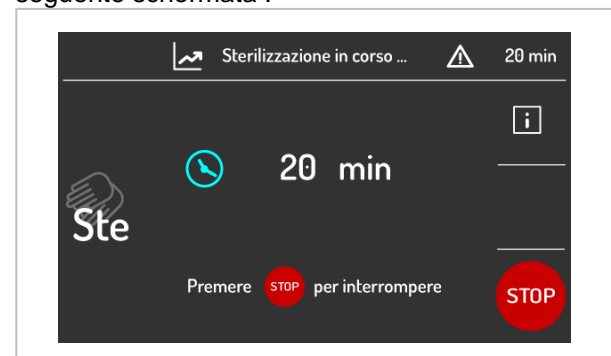 seguente schermata :
Sterilizzazione in corso ... 20 min
i
20 min
Ste
Premere STOP per interrompere
STOP